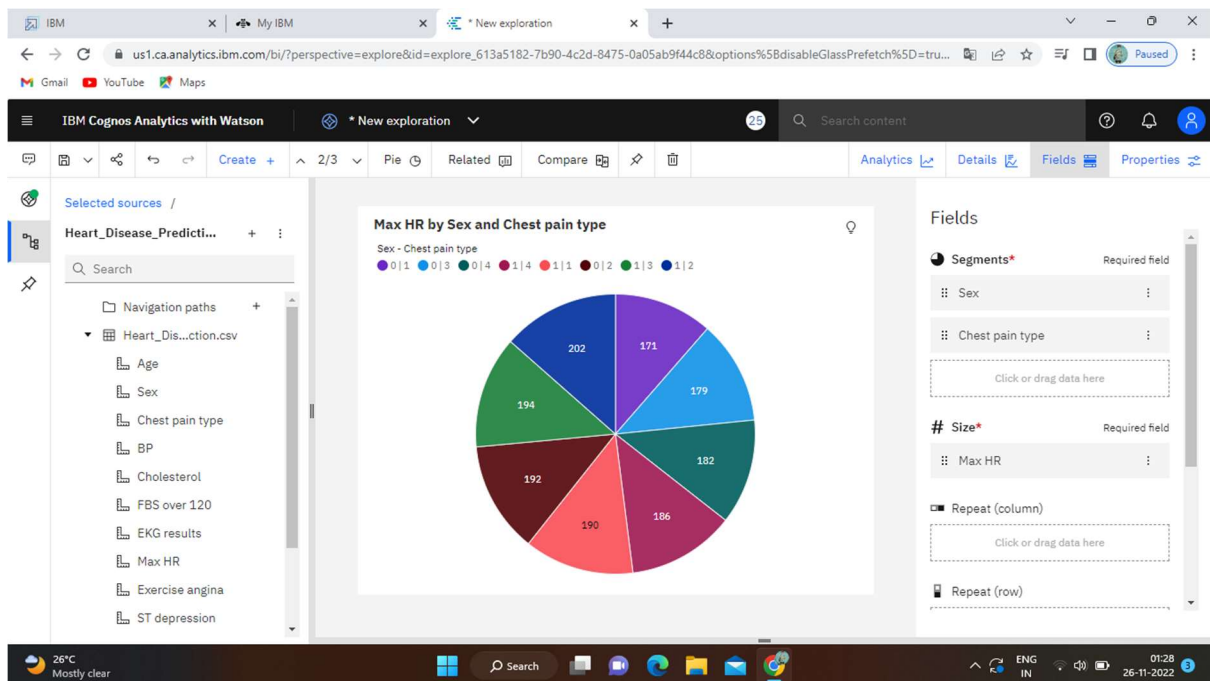 IBM
My IBM
* New exploration
us1.ca.analytics.ibm.com/bi/?perspective=explore&id=explore_613a5182-7b90-4c2d-8475-0a05ab9f44c8&options%5BdisableGlassPrefetch%5D=tru...
Paused
Gmail YouTube Maps
IBM Cognos Analytics with Watson
* New exploration
25
Search content
Create + 2/3 Pie Related Compare
Analytics Details Fields Properties
Selected sources /
Heart_Disease_Predicti...
Search
Navigation paths
Heart_Dis...ction.csv
Age
Sex
Chest pain type
BP
Cholesterol
FBS over 120
EKG results
Max HR
Exercise angina
ST depression
Max HR by Sex and Chest pain type
Sex - Chest pain type
0|1 0|3 0|4 1|4 1|1 0|2 1|3 1|2
202
171
194
179
192
182
190
186
Fields
Segments* Required field
Sex
Chest pain type
Click or drag data here
# Size* Required field
Max HR
Repeat (column)
Click or drag data here
Repeat (row)
26°C
Mostly clear
Search
ENG
IN
01:28
26-11-2022
3